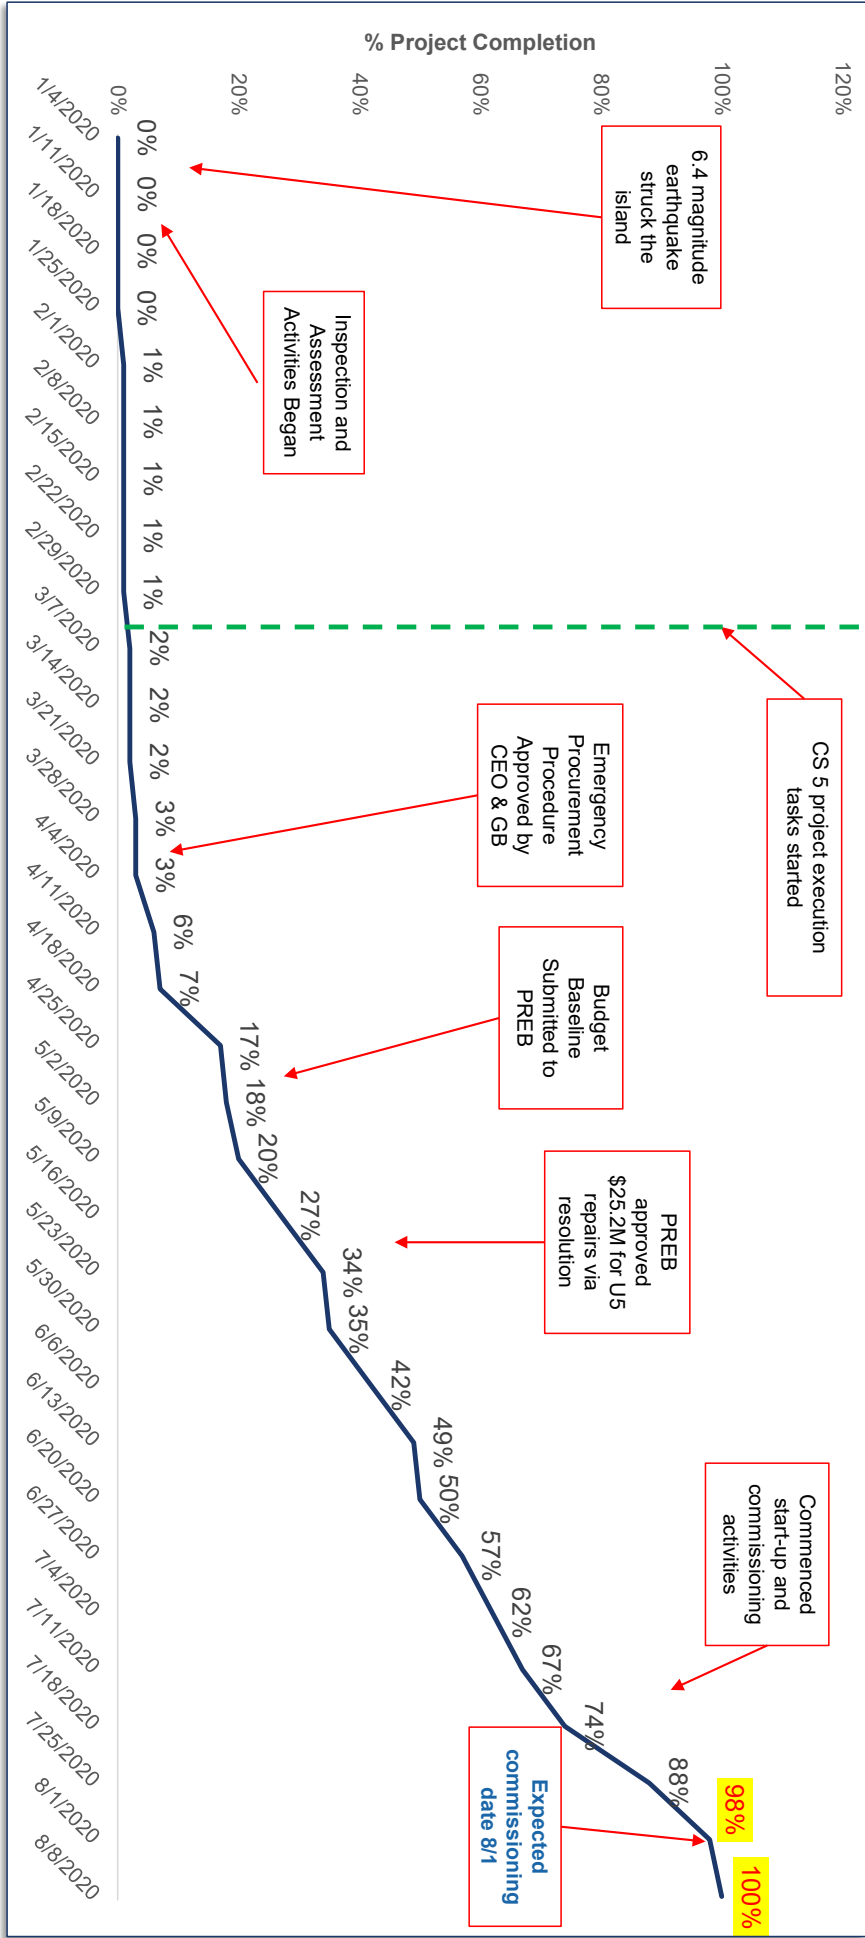 % Project Completion
120%
100%
80%
60%
40%
20%
0%
6.4 magnitude
earthquake
struck the
island
Inspection and
Assessment
Activities Began
CS 5 project execution
tasks started
Emergency
Procurement
Procedure
Approved by
CEO & GB
Budget
Baseline
Submitted to
PREB
PREB
approved
$25.2M for U5
repairs via
resolution
Commenced
start-up and
commissioning
activities
Expected
commissioning
date 8/1
0%
0%
0%
0%
1%
1%
1%
1%
1%
2%
2%
2%
3%
3%
6%
7%
17%
18%
20%
27%
34%
35%
42%
49%
50%
57%
62%
67%
74%
88%
98%
100%
1/4/2020
1/11/2020
1/18/2020
1/25/2020
2/1/2020
2/8/2020
2/15/2020
2/22/2020
2/29/2020
3/7/2020
3/14/2020
3/21/2020
3/28/2020
4/4/2020
4/11/2020
4/18/2020
4/25/2020
5/2/2020
5/9/2020
5/16/2020
5/23/2020
5/30/2020
6/6/2020
6/13/2020
6/20/2020
6/27/2020
7/4/2020
7/11/2020
7/18/2020
7/25/2020
8/1/2020
8/8/2020